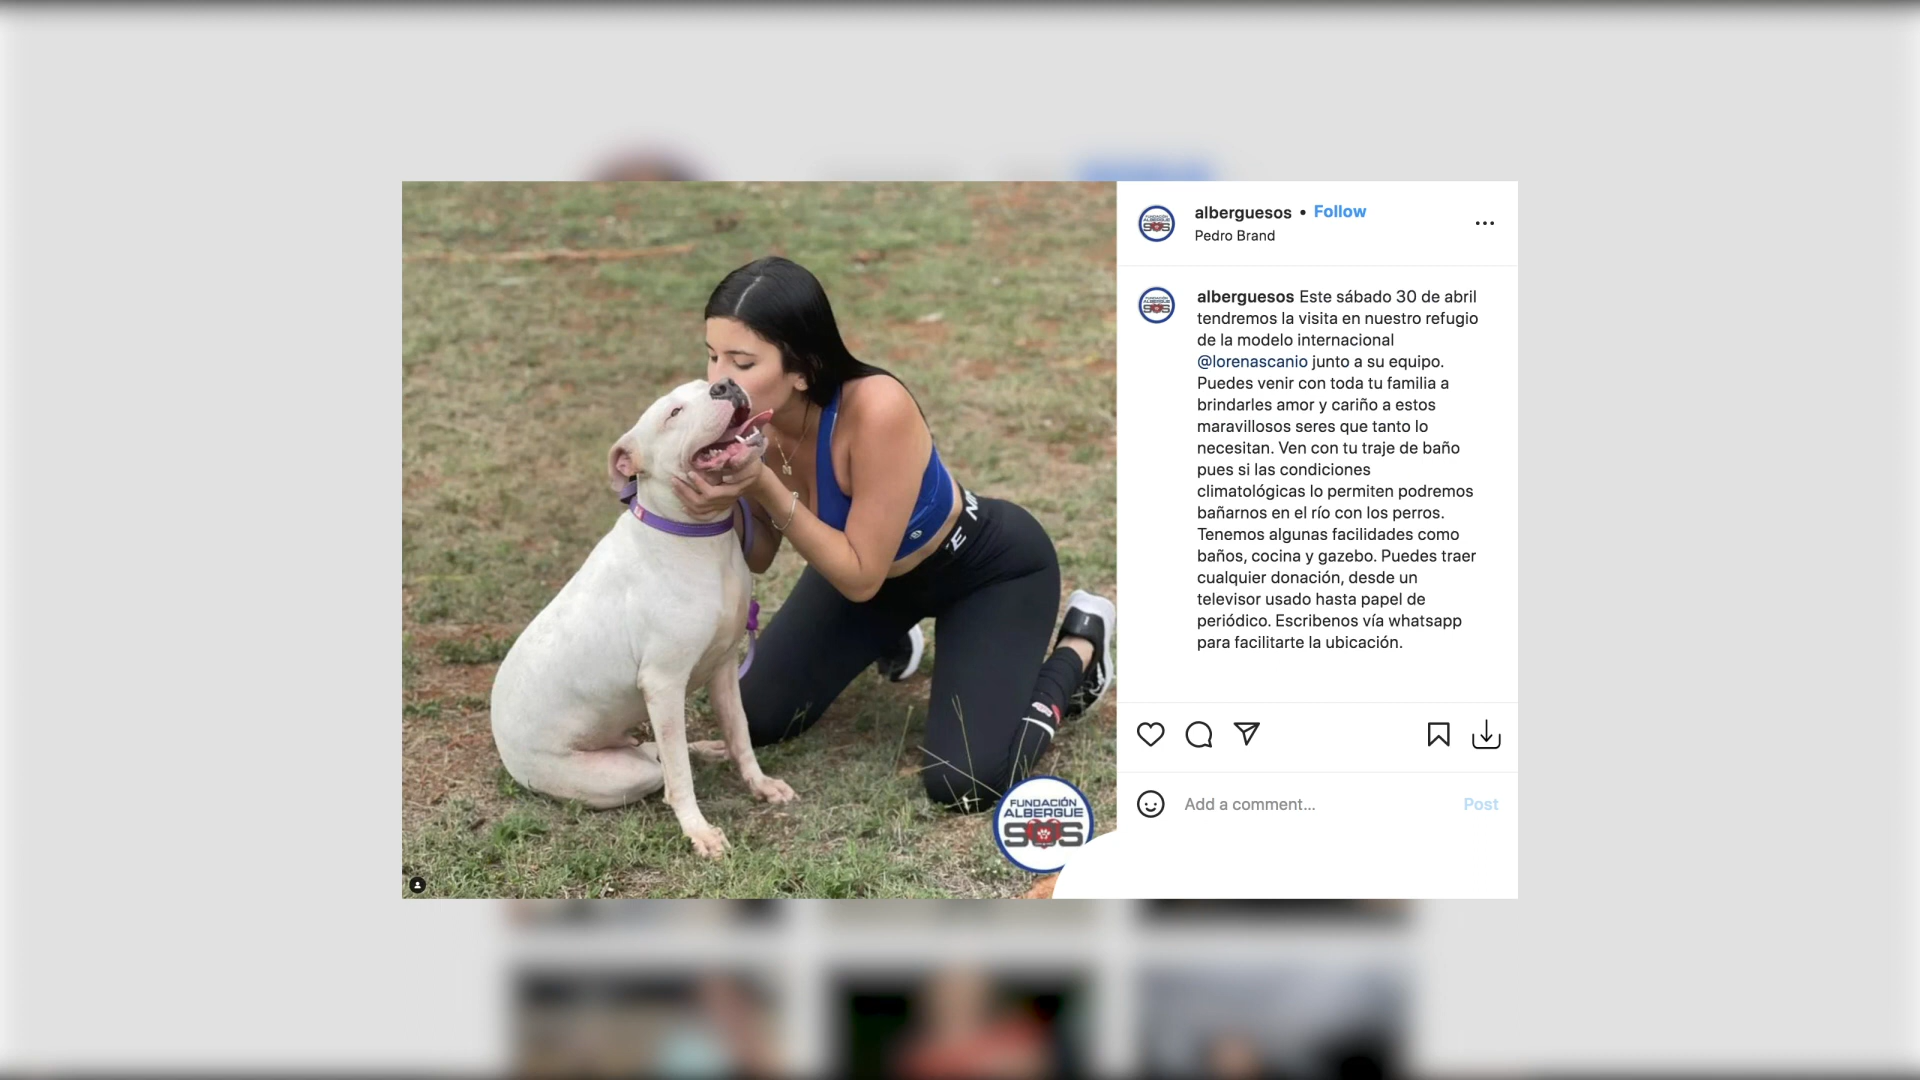 alberguesos • Follow
Pedro Brand
alberguesos Este sábado 30 de abril
tendremos la visita en nuestro refugio
de la modelo internacional
@lorenascanio junto a su equipo.
Puedes venir con toda tu familia a
brindarles amor y cariño a estos
maravillosos seres que tanto lo
necesitan. Ven con tu traje de baño
pues si las condiciones
climatológicas lo permiten podremos
bañarnos en el río con los perros.
Tenemos algunas facilidades como
baños, cocina y gazebo. Puedes traer
cualquier donación, desde un
televisor usado hasta papel de
periódico. Escribenos vía whatsapp
para facilitarte la ubicación.
Add a comment... Post
FUNDACIÓN
ALBERGUE
SOS